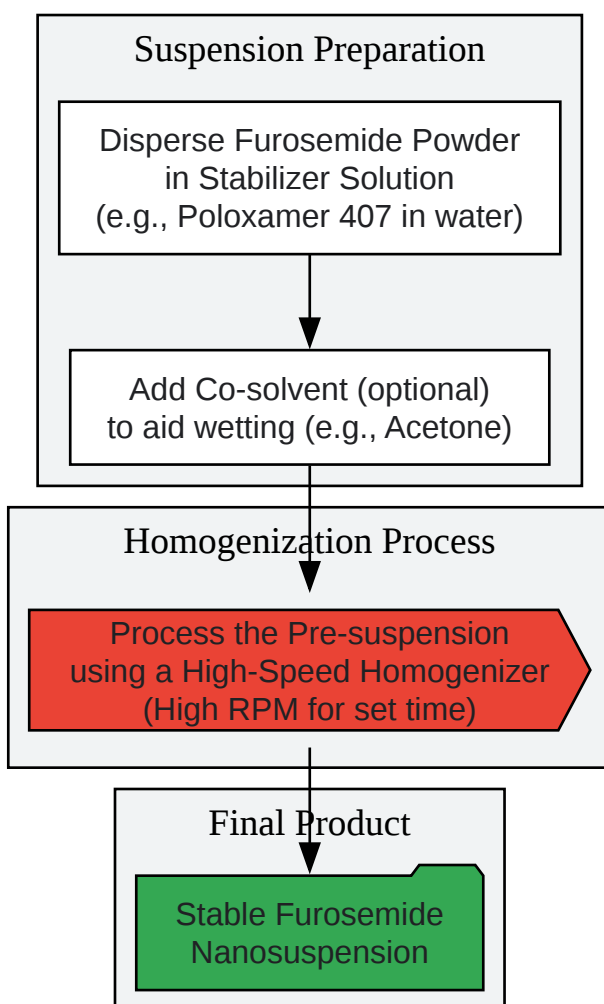 Suspension Preparation
Disperse Furosemide Powder
in Stabilizer Solution
(e.g., Poloxamer 407 in water)
Add Co-solvent (optional)
to aid wetting (e.g., Acetone)
Homogenization Process
Process the Pre-suspension
using a High-Speed Homogenizer
(High RPM for set time)
Final Product
Stable Furosemide
Nanosuspension